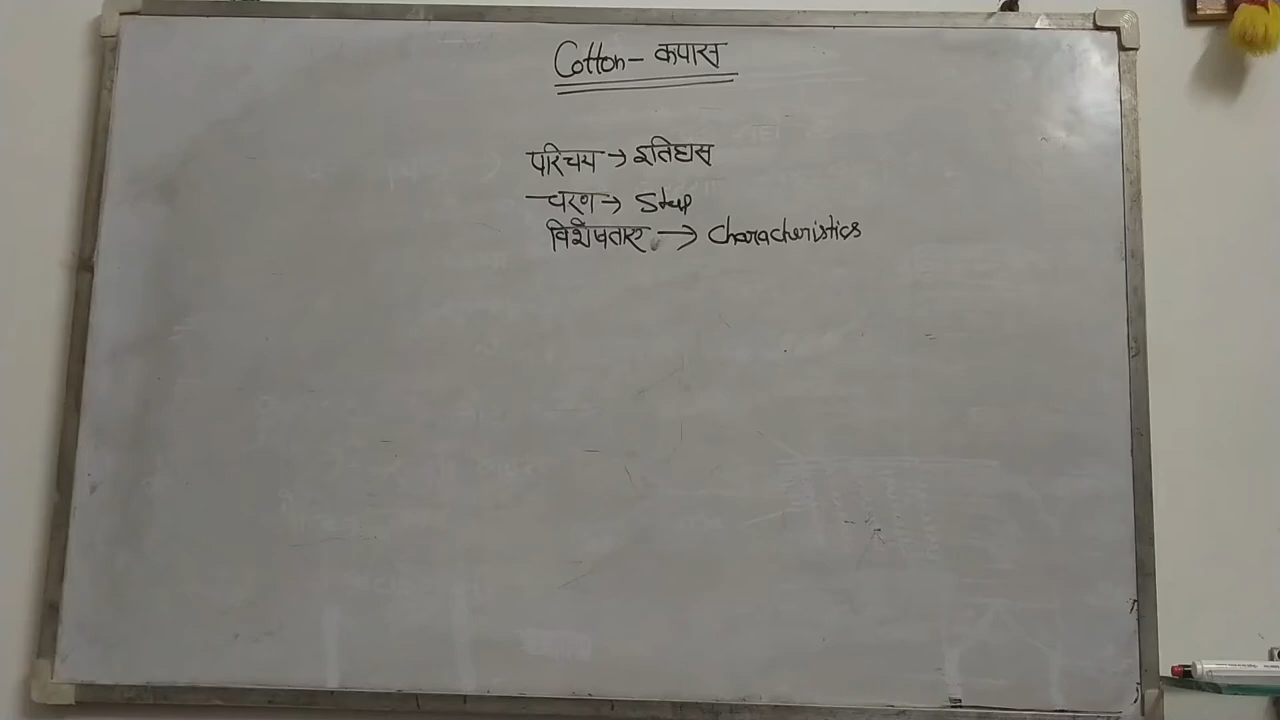 Cotton - कपास
परिचय → इतिहास
चरण → Step
विशेषताए → Characteristics